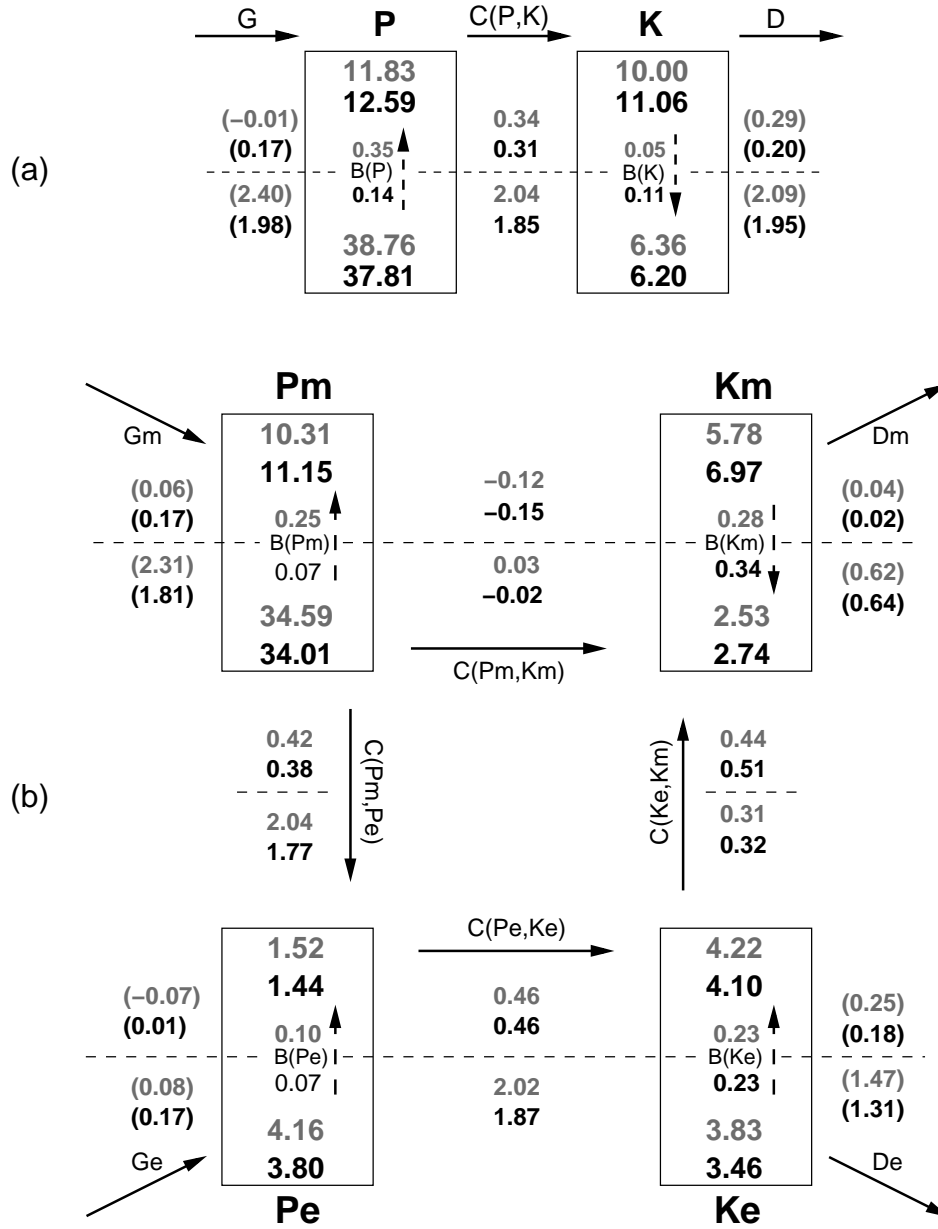 G P C(P,K) K D
11.83 10.00
12.59 11.06
(−0.01) 0.34 (0.29)
(0.17) 0.35 0.31 0.05 (0.20)
(a) B(P) B(K)
(2.40) 0.14 2.04 0.11 (2.09)
(1.98) 1.85 (1.95)
38.76 6.36
37.81 6.20
Pm Km
Gm 10.31 5.78 Dm
11.15 6.97
(0.06) −0.12 (0.04)
(0.17) 0.25 −0.15 0.28 (0.02)
B(Pm) B(Km)
(2.31) 0.07 0.03 0.34 (0.62)
(1.81) −0.02 (0.64)
34.59 2.53
34.01 2.74
C(Pm,Km)
0.42 0.44
0.38 C(Pm,Pe) C(Ke,Km) 0.51
(b)
2.04 0.31
1.77 0.32
C(Pe,Ke)
1.52 4.22
1.44 4.10
(−0.07) 0.46 (0.25)
(0.01) 0.10 0.46 0.23 (0.18)
B(Pe) B(Ke)
(0.08) 0.07 2.02 0.23 (1.47)
(0.17) 1.87 (1.31)
4.16 3.83
Ge 3.80 3.46 De
Pe Ke